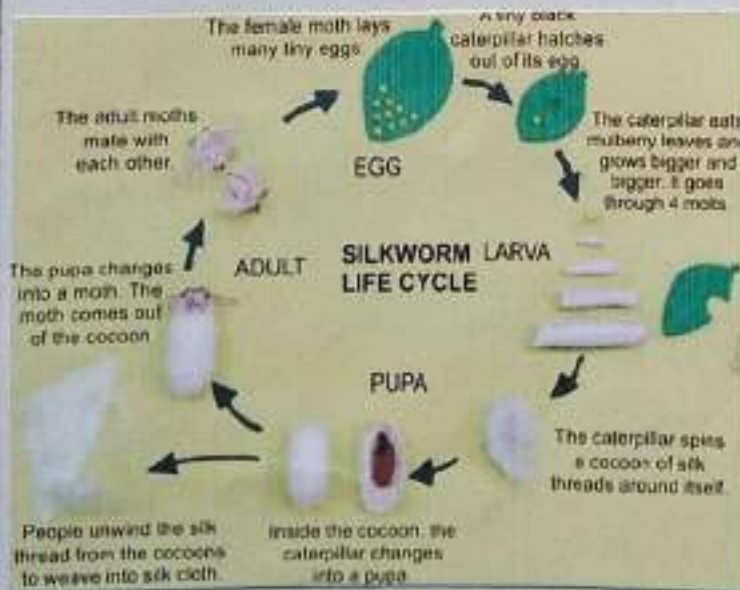 The female moth lays
many tiny eggs
A tiny black
caterpillar hatches
out of its egg
The caterpillar eats
mulberry leaves and
grows bigger and
bigger. It goes
through 4 molts
The adult moths
mate with
each other.
EGG
SILKWORM
LIFE CYCLE
LARVA
ADULT
The pupa changes
into a moth. The
moth comes out
of the cocoon
PUPA
The caterpillar spins
a cocoon of silk
threads around itself.
Inside the cocoon, the
caterpillar changes
into a pupa
People unwind the silk
thread from the cocoons
to weave into silk cloth.